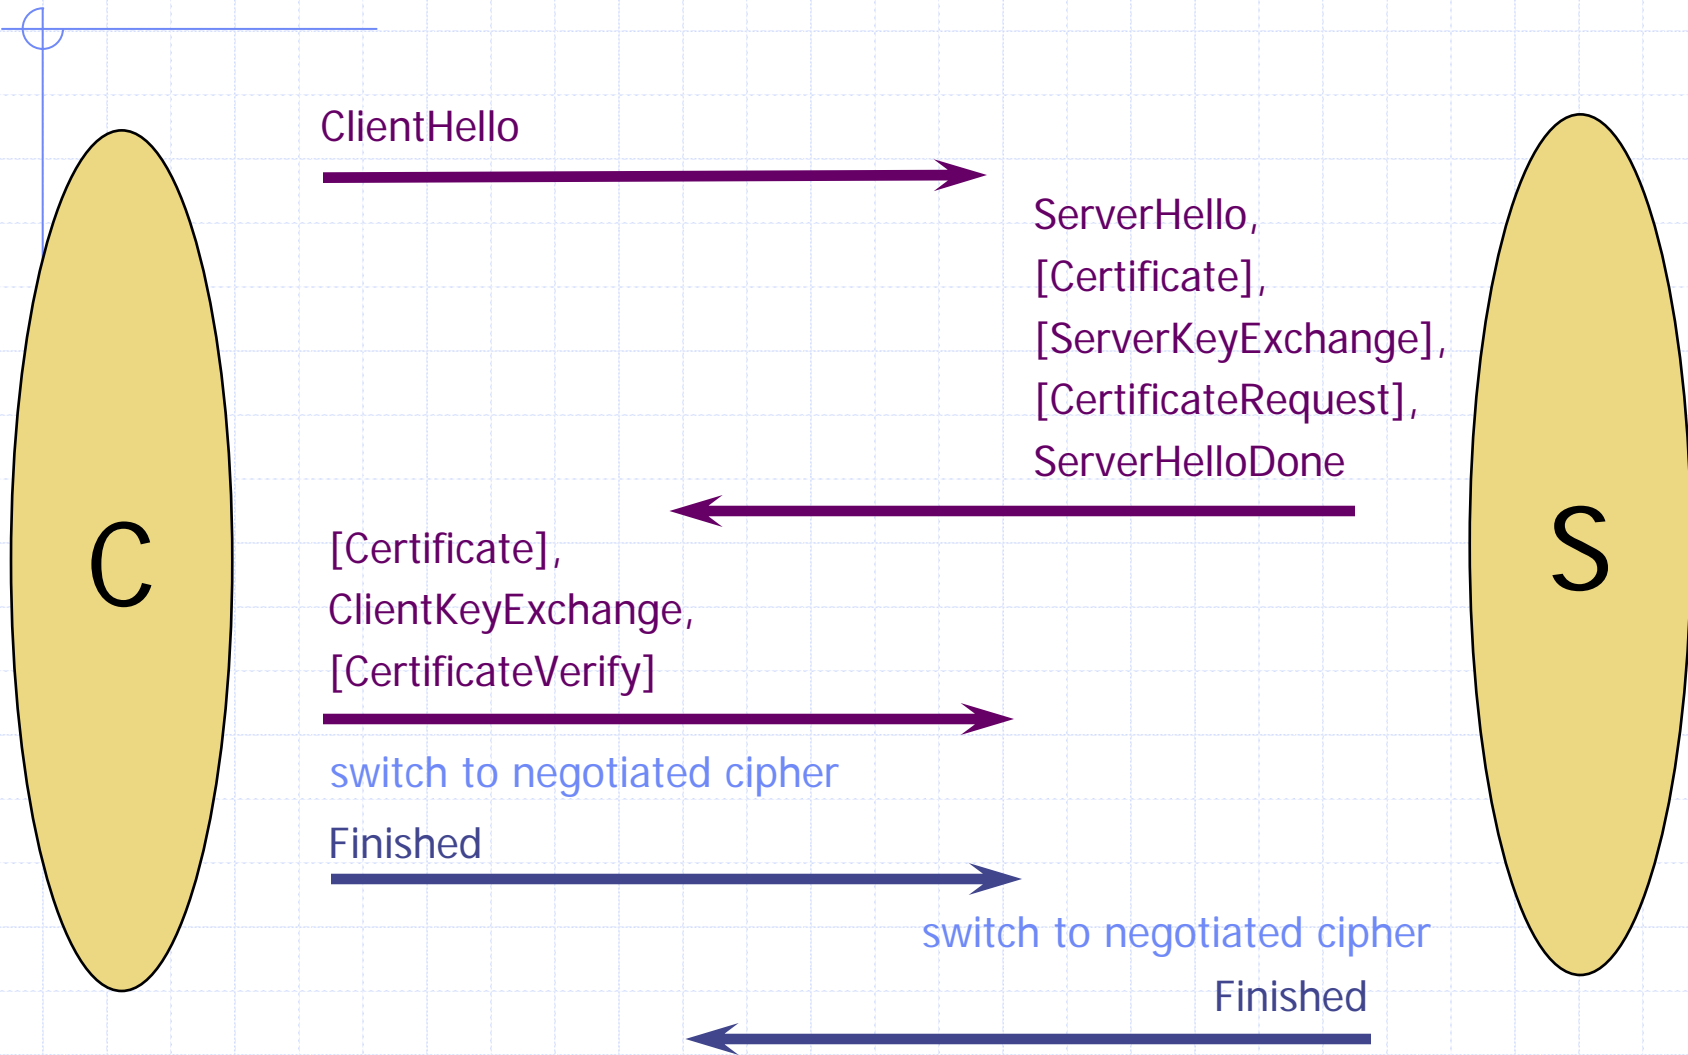 ClientHello
ServerHello,
[Certificate],
[ServerKeyExchange],
[CertificateRequest],
ServerHelloDone
C
S
[Certificate],
ClientKeyExchange,
[CertificateVerify]
switch to negotiated cipher
Finished
switch to negotiated cipher
Finished